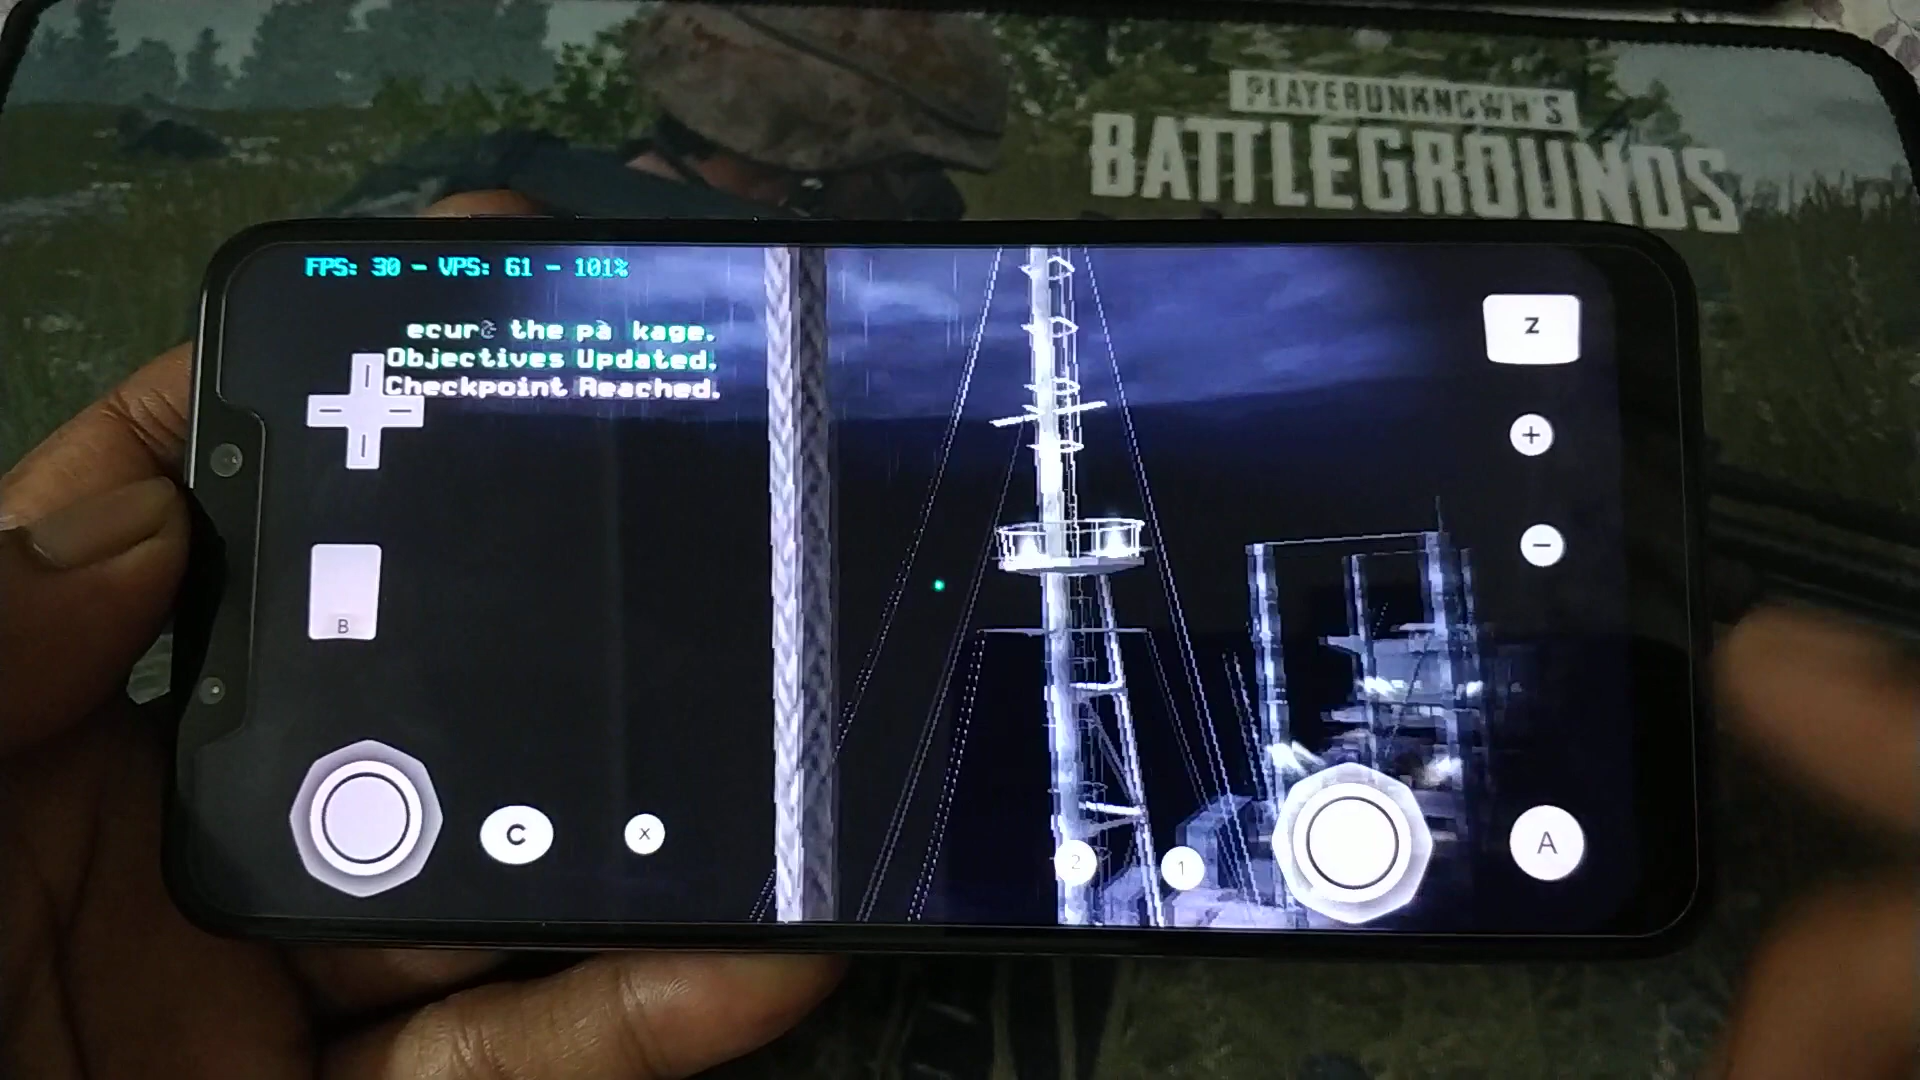 PLAYERUNKNOWN'S
BATTLEGROUNDS
FPS: 30 - VPS: 61 - 101%
the
Objectives Updated.
Checkpoint Reached.
Z
+
-
B
C
X
2
1
A